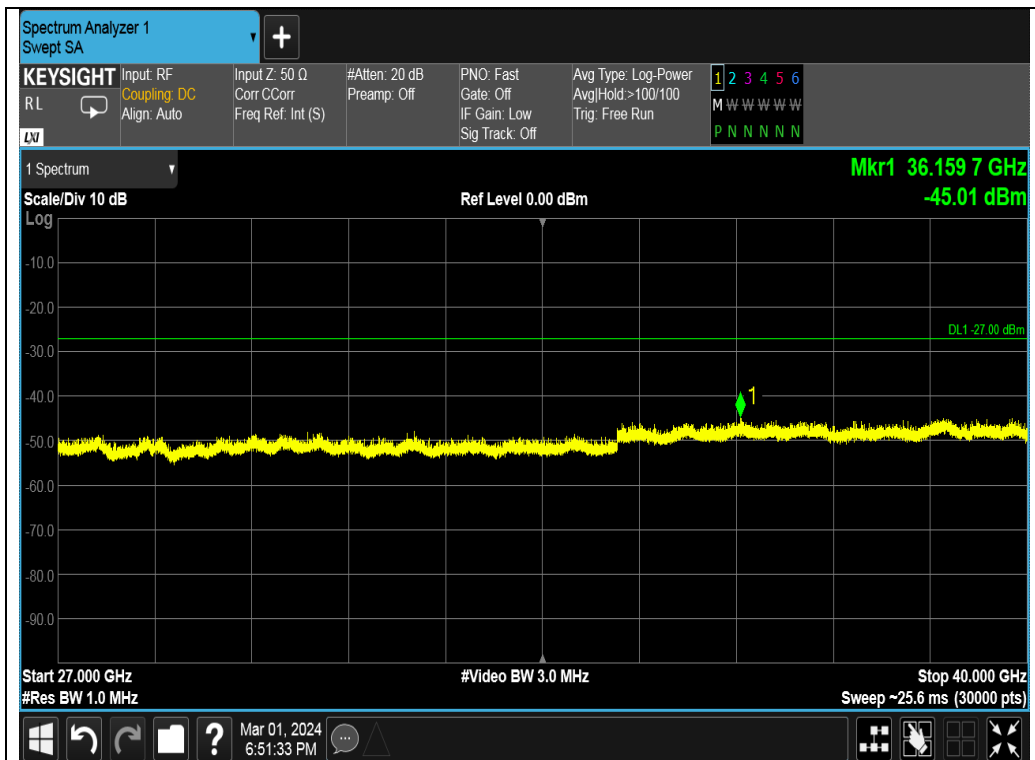 Spectrum Analyzer 1
Swept SA
+
KEYSIGHT
RL
LXI
Input: RF
Coupling: DC
Align: Auto
Input Z: 50 Ω
Corr CCorr
Freq Ref: Int (S)
#Atten: 20 dB
Preamp: Off
PNO: Fast
Gate: Off
IF Gain: Low
Sig Track: Off
Avg Type: Log-Power
Avg|Hold:>100/100
Trig: Free Run
1 2 3 4 5 6
M W W W W W
P N N N N N
1 Spectrum
Mkr1 36.159 7 GHz
-45.01 dBm
Scale/Div 10 dB
Ref Level 0.00 dBm
Log
-10.0
-20.0
DL1 -27.00 dBm
-30.0
-40.0
1
-50.0
-60.0
-70.0
-80.0
-90.0
Start 27.000 GHz
#Video BW 3.0 MHz
Stop 40.000 GHz
#Res BW 1.0 MHz
Sweep ~25.6 ms (30000 pts)
?
Mar 01, 2024
6:51:33 PM